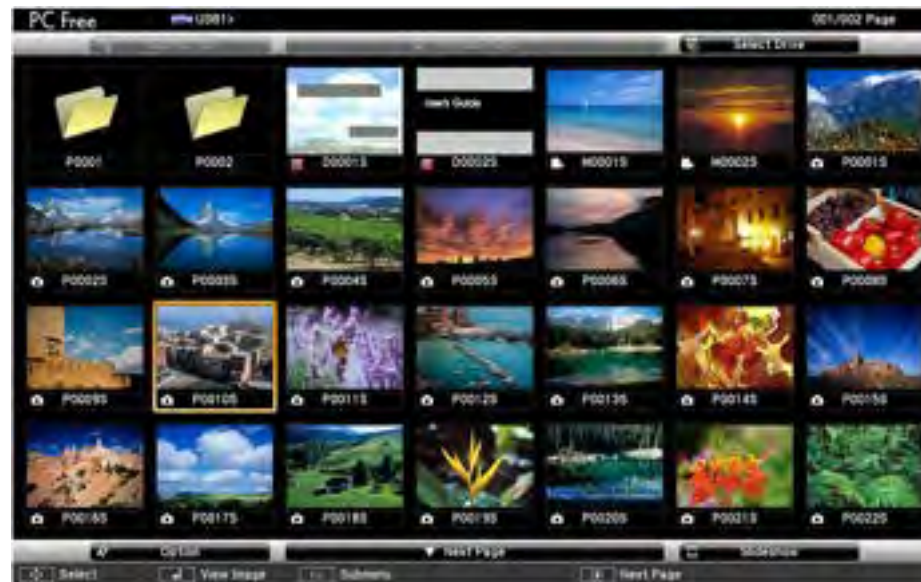 PC Free USB1> 001/002 Page
Select Drive
User's Guide
P0001 P0002 D0001S D0002S M0001S M0002S P0001S
P0002S P0003S P0004S P0005S P0006S P0007S P0008S
P0009S P0010S P0011S P0012S P0013S P0014S P0015S
P0016S P0017S P0018S P0019S P0020S P0021S P0022S
Option ▼ Next Page Slideshow
Select View Image Submenu Next Page